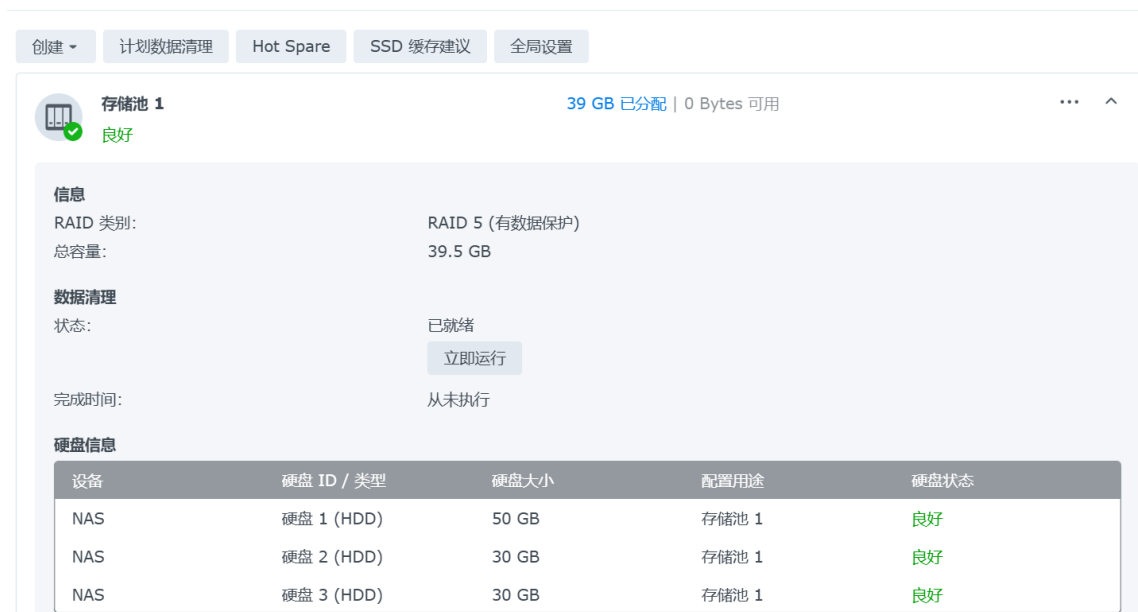 创建 计划数据清理 Hot Spare SSD 缓存建议 全局设置
存储池 1 39 GB 已分配 | 0 Bytes 可用
良好
信息
RAID 类别: RAID 5 (有数据保护)
总容量: 39.5 GB
数据清理
状态: 已就绪
立即运行
完成时间: 从未执行
硬盘信息
设备 硬盘 ID / 类型 硬盘大小 配置用途 硬盘状态
NAS 硬盘 1 (HDD) 50 GB 存储池 1 良好
NAS 硬盘 2 (HDD) 30 GB 存储池 1 良好
NAS 硬盘 3 (HDD) 30 GB 存储池 1 良好